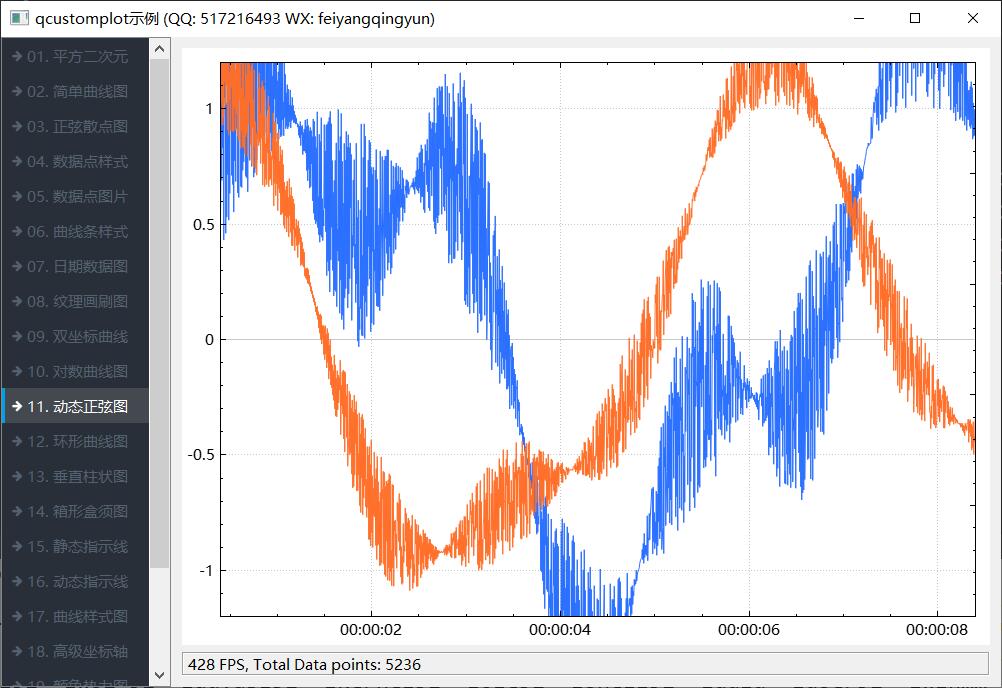 qcustomplot示例 (QQ: 517216493 WX: feiyangqingyun)
01. 平方二次元
02. 简单曲线图
03. 正弦散点图
04. 数据点样式
05. 数据点图片
06. 曲线条样式
07. 日期数据图
08. 纹理画刷图
09. 双坐标曲线
10. 对数曲线图
11. 动态正弦图
12. 环形曲线图
13. 垂直柱状图
14. 箱形盒须图
15. 静态指示线
16. 动态指示线
17. 曲线样式图
18. 高级坐标轴
1
0.5
0
-0.5
-1
00:00:02
00:00:04
00:00:06
00:00:08
428 FPS, Total Data points: 5236